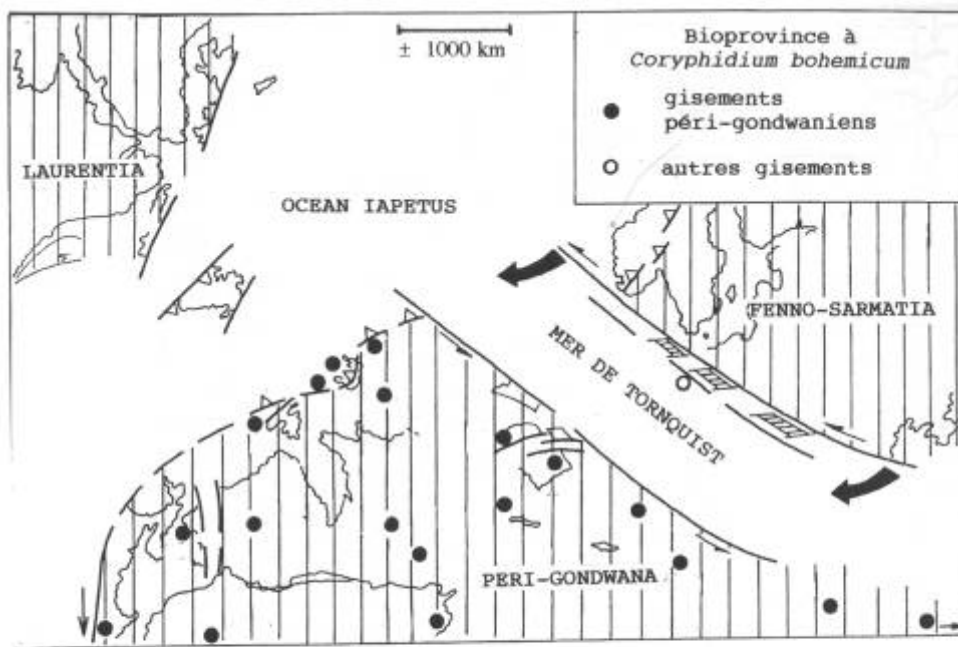 ± 1000 km
Bioprovince à
Coryphidium bohemicum
gisements
péri-gondwaniens
autres gisements
LAURENTIA
OCEAN IAPETUS
FENNO-SARMATIA
MER DE TORNQUIST
PERI-GONDWANA